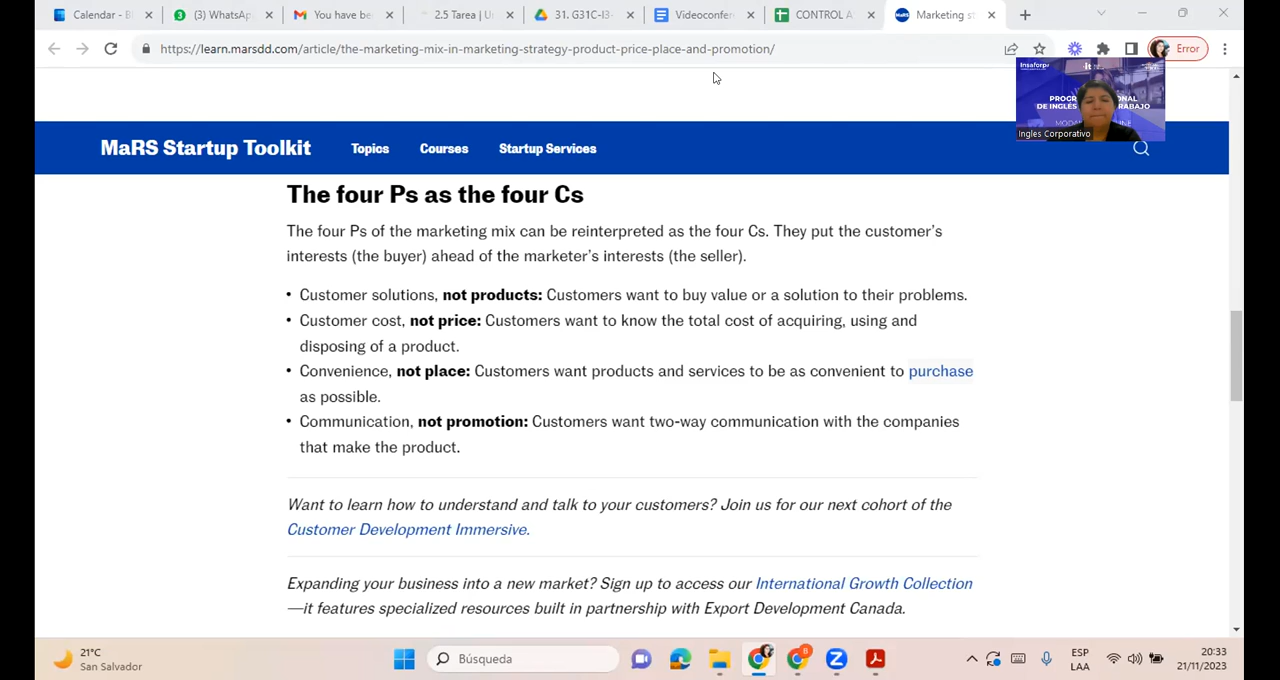 Calendar - B
(3) WhatsAp
You have be
2.5 Tarea | U
31. G31C-I3-
Videoconfer
CONTROL A
Marketing st
https://learn.marsdd.com/article/the-marketing-mix-in-marketing-strategy-product-price-place-and-promotion/
Error
Insaforp
Ingles Corporativo
MaRS Startup Toolkit
Topics
Courses
Startup Services
The four Ps as the four Cs
The four Ps of the marketing mix can be reinterpreted as the four Cs. They put the customer's
interests (the buyer) ahead of the marketer's interests (the seller).
• Customer solutions, not products: Customers want to buy value or a solution to their problems.
• Customer cost, not price: Customers want to know the total cost of acquiring, using and
disposing of a product.
• Convenience, not place: Customers want products and services to be as convenient to purchase
as possible.
• Communication, not promotion: Customers want two-way communication with the companies
that make the product.
Want to learn how to understand and talk to your customers? Join us for our next cohort of the
Customer Development Immersive.
Expanding your business into a new market? Sign up to access our International Growth Collection
—it features specialized resources built in partnership with Export Development Canada.
21°C
San Salvador
Búsqueda
8
ESP
LAA
20:33
21/11/2023